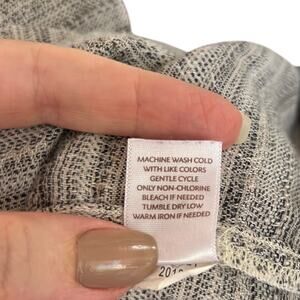 MACHINE WASH COLD
WITH LIKE COLORS
GENTLE CYCLE
ONLY NON-CHLORINE
BLEACH IF NEEDED
TUMBLE DRY LOW
WARM IRON IF NEEDED